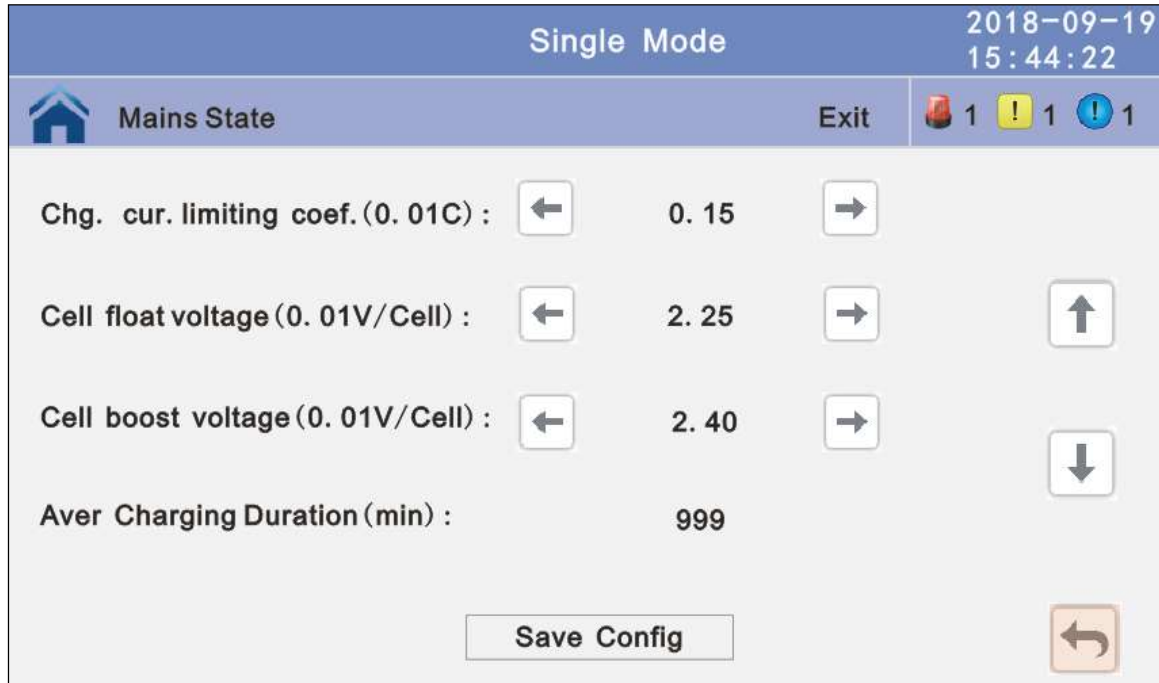 Single Mode
2018-09-19
15:44:22
Mains State Exit 1 ! 1 ! 1
Chg. cur. limiting coef.(0.01C): 0.15
Cell float voltage(0.01V/Cell): 2.25
Cell boost voltage(0.01V/Cell): 2.40
Aver Charging Duration(min): 999
Save Config